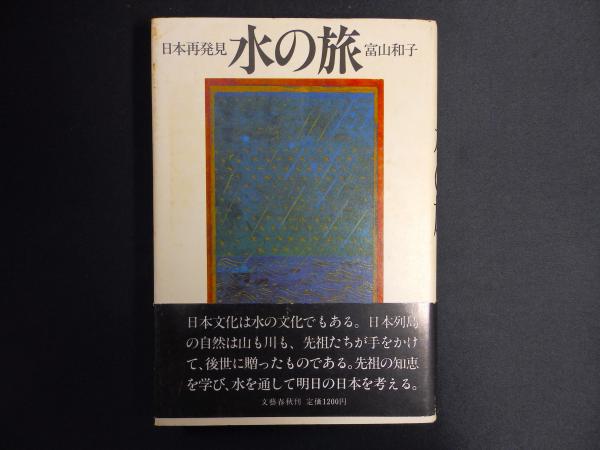 日本再発見 水の旅 富山和子
日本文化は水の文化でもある。日本列島
の自然は山も川も、先祖たちが手をかけ
て、後世に贈ったものである。先祖の知恵
を学び、水を通して明日の日本を考える。
文藝春秋刊 定価1200円